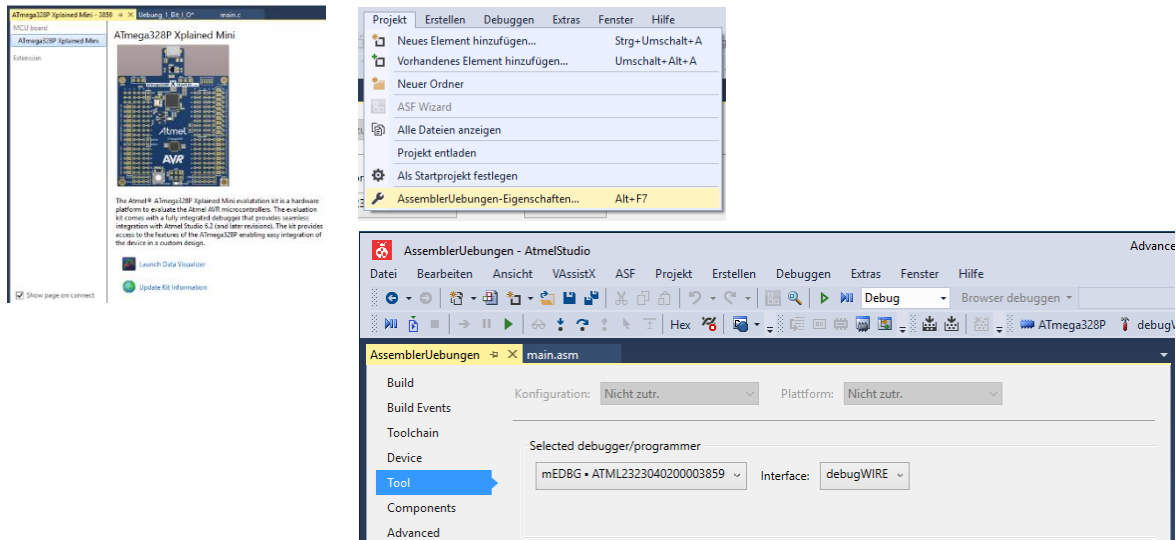 ATmega328P Xplained Mini - 3859
Uebung_1_Bit_I_O*
main.c
MCU board
ATmega328P Xplained Mini
Extension
ATmega328P Xplained Mini
Atmel
AVR
The Atmel® ATmega328P Xplained Mini evalutation kit is a hardware
platform to evaluate the Atmel AVR microcontrollers. The evaluation
kit comes with a fully integrated debugger that provides seamless
integration with Atmel Studio 6.2 (and later revisions). The kit provides
access to the features of the ATmega328P enabling easy integration of
the device in a custom design.
Launch Data Visualizer
Update Kit Information
Show page on connect
Projekt Erstellen Debuggen Extras Fenster Hilfe
Neues Element hinzufügen... Strg+Umschalt+A
Vorhandenes Element hinzufügen... Umschalt+Alt+A
Neuer Ordner
ASF Wizard
Alle Dateien anzeigen
Projekt entladen
Als Startprojekt festlegen
AssemblerUebungen-Eigenschaften... Alt+F7
AssemblerUebungen - AtmelStudio
Advance
Datei Bearbeiten Ansicht VAssistX ASF Projekt Erstellen Debuggen Extras Fenster Hilfe
Debug Browser debuggen
Hex ATmega328P debugW
AssemblerUebungen main.asm
Build
Build Events
Toolchain
Device
Tool
Components
Advanced
Konfiguration: Nicht zutr. Plattform: Nicht zutr.
Selected debugger/programmer
mEDBG • ATML2323040200003859 Interface: debugWIRE